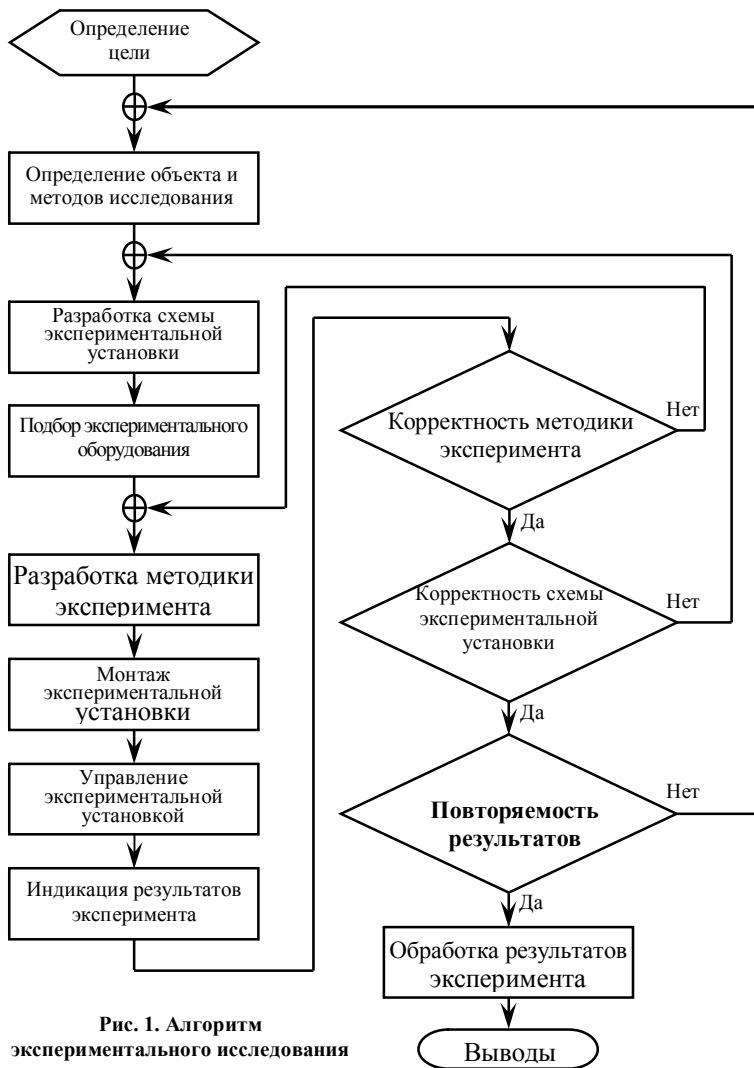 Определение
цели
Определение объекта и
методов исследования
Разработка схемы
экспериментальной
установки
Подбор экспериментального
оборудования
Разработка методики
эксперимента
Монтаж
экспериментальной
установки
Управление
экспериментальной
установкой
Индикация результатов
эксперимента
Корректность методики
эксперимента
Нет
Да
Корректность схемы
экспериментальной
установки
Нет
Да
Повторяемость
результатов
Нет
Да
Обработка результатов
эксперимента
Выводы
Рис. 1. Алгоритм
экспериментального исследования